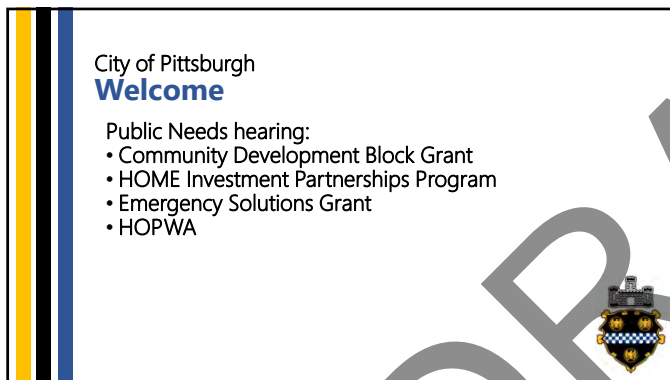 City of Pittsburgh
Welcome
Public Needs hearing:
• Community Development Block Grant
• HOME Investment Partnerships Program
• Emergency Solutions Grant
• HOPWA